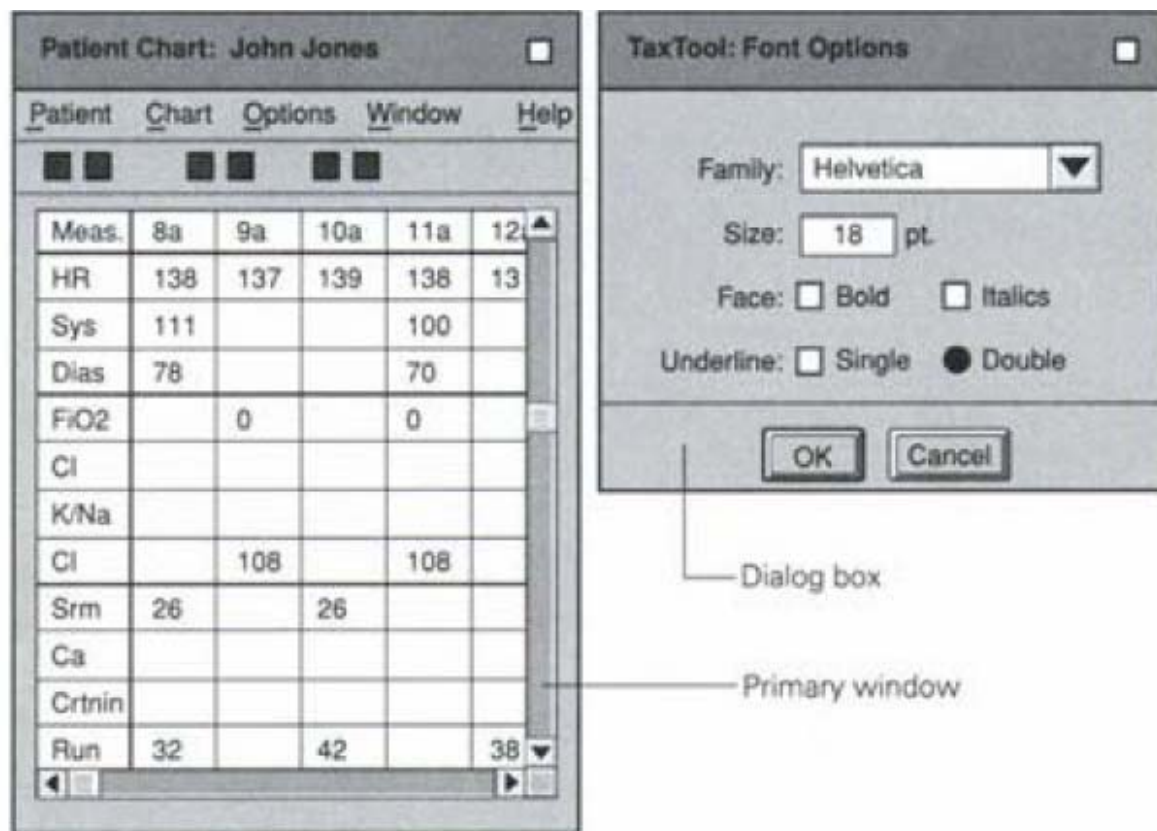 Patient Chart: John Jones
Patient Chart Options Window Help
Meas. 8a 9a 10a 11a
HR 138 137 139 138 13
Sys 111 100
Dias 78 70
FiO2 0 0
Cl
K/Na
Cl 108 108
Srm 26 26
Ca
Crtnin
Run 32 42 38
TaxTool: Font Options
Family: Helvetica
Size: 18 pt.
Face: Bold Italics
Underline: Single Double
OK Cancel
Dialog box
Primary window